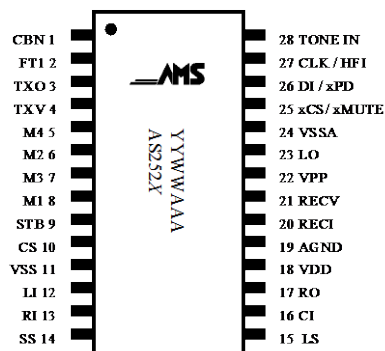 CBN 1
FT1 2
TXO 3
TXV 4
M4 5
M2 6
M3 7
M1 8
STB 9
CS 10
VSS 11
LI 12
RI 13
SS 14
AMS
YYWWAAA
AS252X
28 TONE IN
27 CLK / HFI
26 DI / xPD
25 xCS/ xMUTE
24 VSSA
23 LO
22 VPP
21 RECV
20 RECI
19 AGND
18 VDD
17 RO
16 CI
15 LS